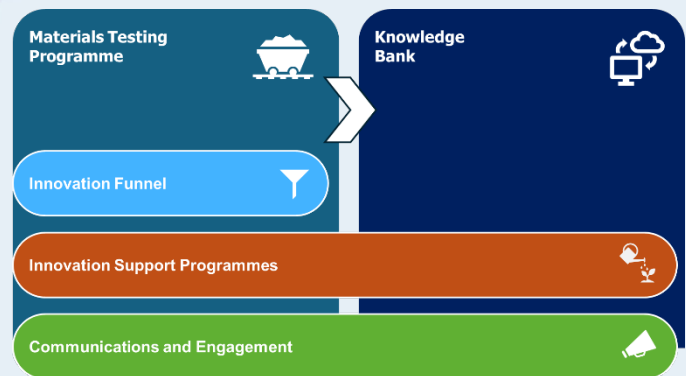 Materials Testing
Programme
Knowledge
Bank
Innovation Funnel
Innovation Support Programmes
Communications and Engagement